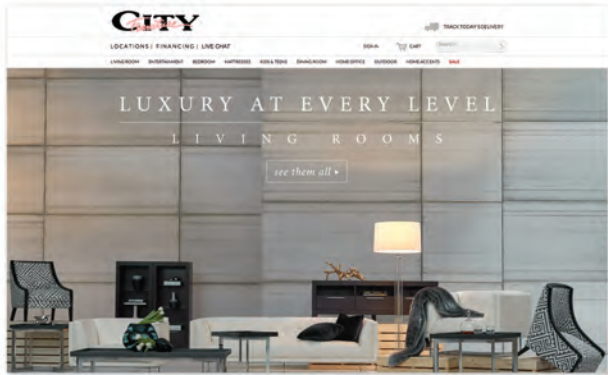 CITY
furniture
TRACK TODAY'S DELIVERY
LOCATIONS | FINANCING | LIVE CHAT
SIGN IN
CART
SEARCH
LIVING ROOM ENTERTAINMENT BEDROOM MATTRESSES KIDS & TEENS DINING ROOM HOME OFFICE OUTDOOR HOME ACCENTS SALE
LUXURY AT EVERY LEVEL
LIVING ROOMS
see them all